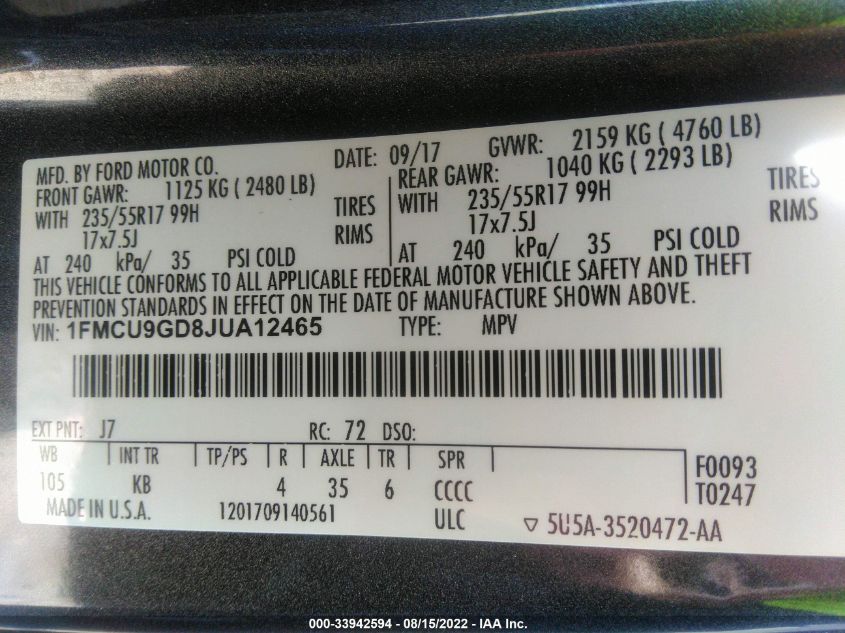 MFD. BY FORD MOTOR CO. DATE: 09/17 GVWR: 2159 KG ( 4760 LB)
FRONT GAWR: 1125 KG ( 2480 LB) REAR GAWR: 1040 KG ( 2293 LB)
WITH 235/55R17 99H TIRES WITH 235/55R17 99H TIRES
17x7.5J RIMS 17x7.5J RIMS
AT 240 kPa/ 35 PSI COLD AT 240 kPa/ 35 PSI COLD
THIS VEHICLE CONFORMS TO ALL APPLICABLE FEDERAL MOTOR VEHICLE SAFETY AND THEFT
PREVENTION STANDARDS IN EFFECT ON THE DATE OF MANUFACTURE SHOWN ABOVE.
VIN: 1FMCU9GD8JUA12465 TYPE: MPV
EXT PNT: J7 RC: 72 DSO:
WB INT TR TP/PS R AXLE TR SPR F0093
105 KB 4 35 6 CCCC T0247
MADE IN U.S.A. 1201709140561 ULC ▽ 5U5A-3520472-AA
000-33942594 - 08/15/2022 - IAA Inc.